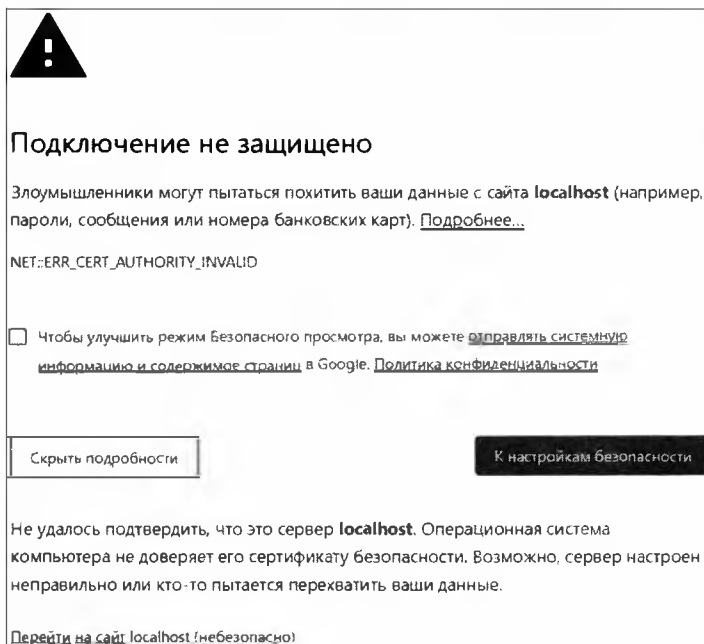 Подключение не защищено
Злоумышленники могут пытаться похитить ваши данные с сайта localhost (например,
пароли, сообщения или номера банковских карт). Подробнее...
NET::ERR_CERT_AUTHORITY_INVALID
Чтобы улучшить режим Безопасного просмотра, вы можете отправлять системную
информацию и содержимое страниц в Google. Политика конфиденциальности
Скрыть подробности
К настройкам безопасности
Не удалось подтвердить, что это сервер localhost. Операционная система
компьютера не доверяет его сертификату безопасности. Возможно, сервер настроен
неправильно или кто-то пытается перехватить ваши данные.
Перейти на сайт localhost (небезопасно)